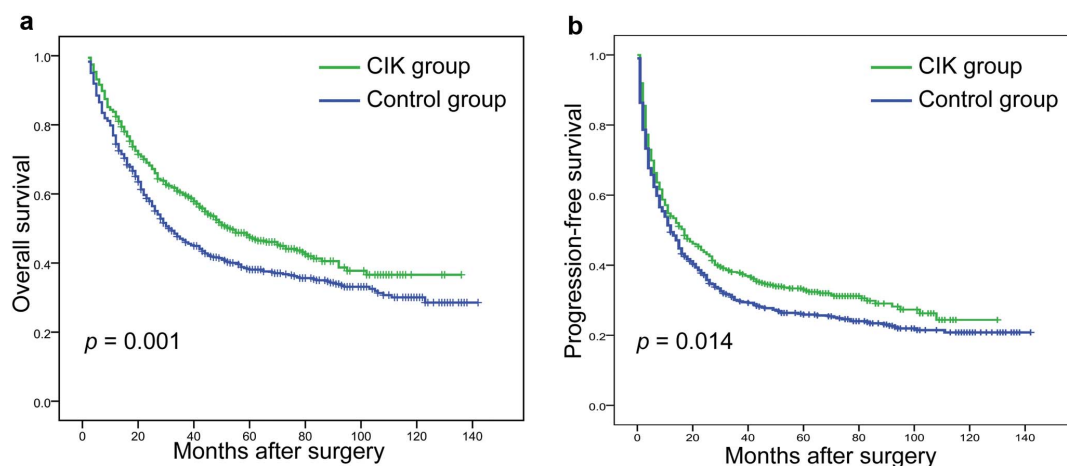 a
CIK group
Control group
Overall survival
1.0
0.8
0.6
0.4
0.2
0.0
p = 0.001
0 20 40 60 80 100 120 140
Months after surgery
b
CIK group
Control group
Progression-free survival
1.0
0.8
0.6
0.4
0.2
0.0
p = 0.014
0 20 40 60 80 100 120 140
Months after surgery